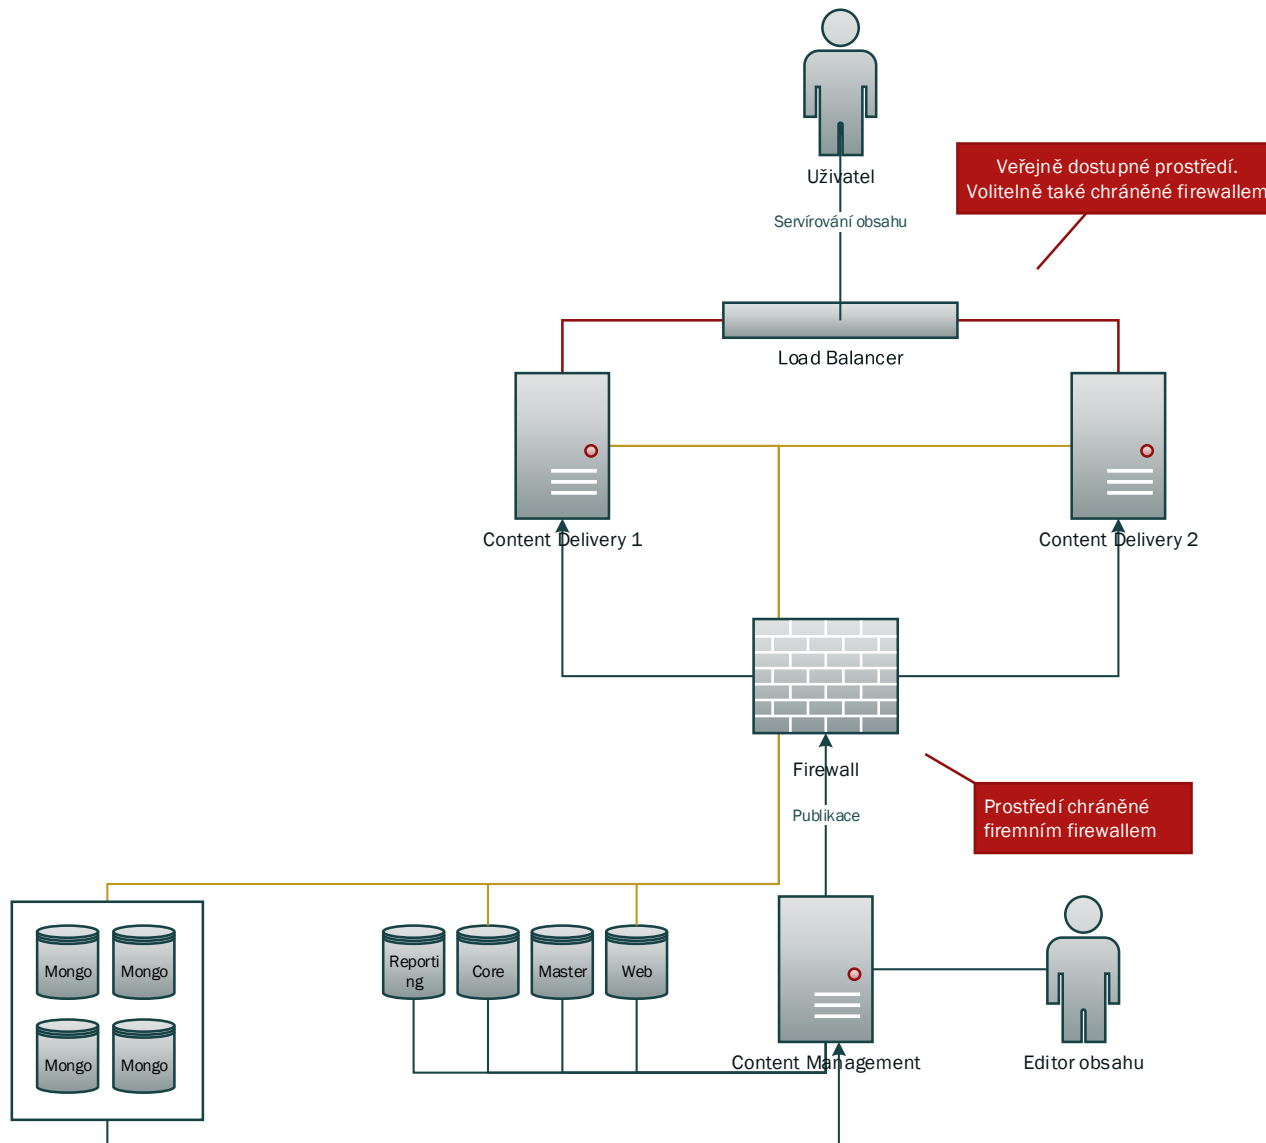 Veřejně dostupné prostředí.
Volitelně také chráněné firewallem
Uživatel
Servírování obsahu
Load Balancer
Content Delivery 1
Content Delivery 2
Firewall
Prostředí chráněné
firemním firewallem
Publikace
Mongo
Mongo
Reporti
ng
Core
Master
Web
Mongo
Mongo
Content Management
Editor obsahu